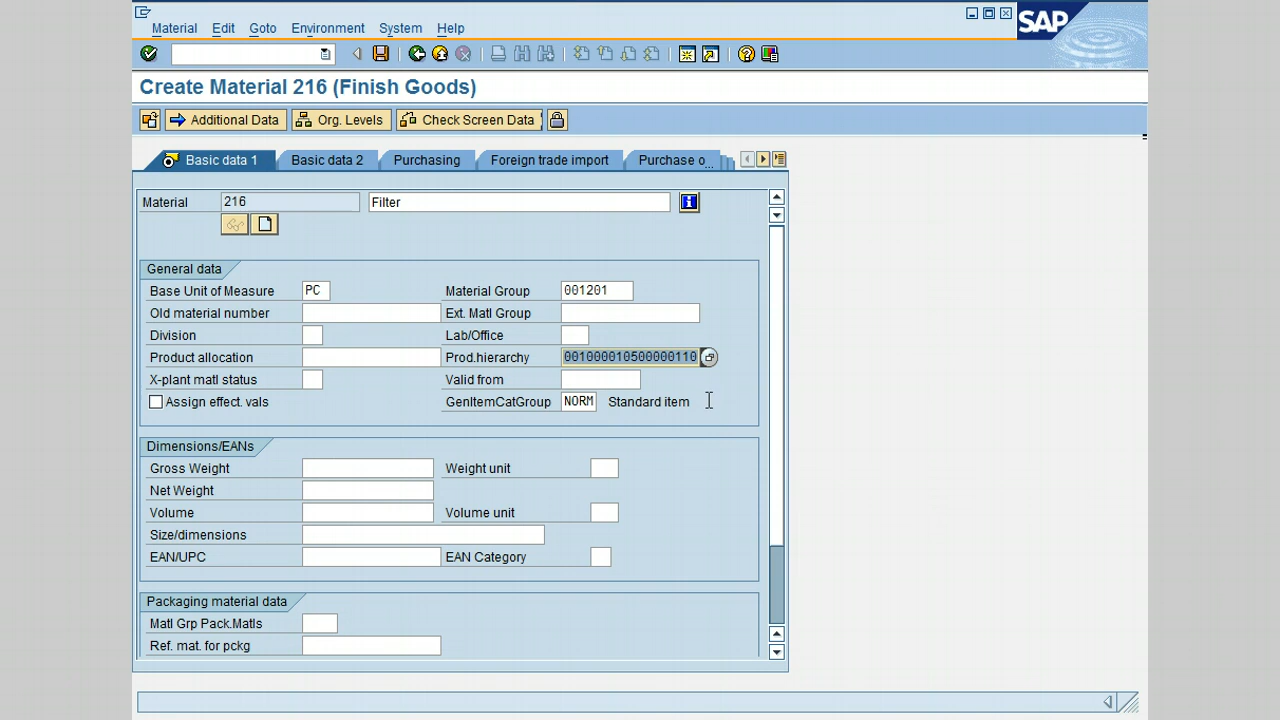 Material Edit Goto Environment System Help
SAP
Create Material 216 (Finish Goods)
Additional Data Org. Levels Check Screen Data
Basic data 1 Basic data 2 Purchasing Foreign trade import Purchase o...
Material 216 Filter
General data
Base Unit of Measure PC Material Group 001201
Old material number Ext. Matl Group
Division Lab/Office
Product allocation Prod.hierarchy 001000010500000110
X-plant matl status Valid from
Assign effect. vals GenItemCatGroup NORM Standard item
Dimensions/EANs
Gross Weight Weight unit
Net Weight
Volume Volume unit
Size/dimensions
EAN/UPC EAN Category
Packaging material data
Matl Grp Pack.Matls
Ref. mat. for pckg